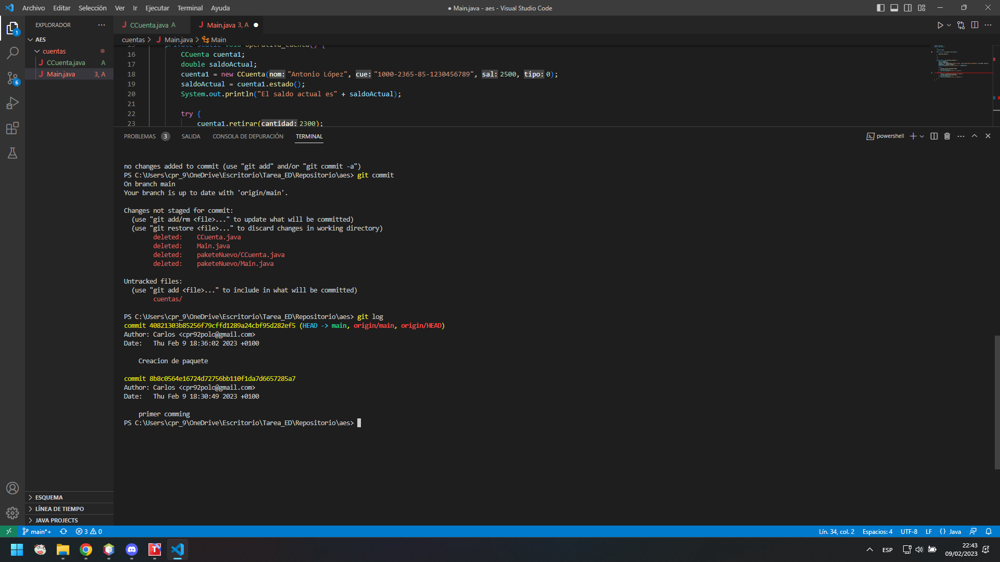 Archivo Editar Selección Ver Ir Ejecutar Terminal Ayuda
● Main.java - aes - Visual Studio Code
EXPLORADOR
AES
cuentas
CCuenta.java A
Main.java 3, A
CCuenta.java A
Main.java 3, A
cuentas > Main.java > Main
15 private static void operativa_cuenta() {
16 CCuenta cuenta1;
17 double saldoActual;
18 cuenta1 = new CCuenta(nom: "Antonio López", cue: "1000-2365-85-1230456789", sal: 2500, tipo: 0);
19 saldoActual = cuenta1.estado();
20 System.out.println("El saldo actual es" + saldoActual);
21
22 try {
23 cuenta1.retirar(cantidad: 2300);
PROBLEMAS 3 SALIDA CONSOLA DE DEPURACIÓN TERMINAL
powershell
no changes added to commit (use "git add" and/or "git commit -a")
PS C:\Users\cpr_9\OneDrive\Escritorio\Tarea_ED\Repositorio\aes> git commit
On branch main
Your branch is up to date with 'origin/main'.
Changes not staged for commit:
(use "git add/rm <file>..." to update what will be committed)
(use "git restore <file>..." to discard changes in working directory)
deleted: CCuenta.java
deleted: Main.java
deleted: paketeNuevo/CCuenta.java
deleted: paketeNuevo/Main.java
Untracked files:
(use "git add <file>..." to include in what will be committed)
cuentas/
PS C:\Users\cpr_9\OneDrive\Escritorio\Tarea_ED\Repositorio\aes> git log
commit 40821303b85256f79cffd1289a24cbf95d282ef5 (HEAD -> main, origin/main, origin/HEAD)
Author: Carlos <cpr92polo@gmail.com>
Date: Thu Feb 9 18:36:02 2023 +0100
Creacion de paquete
commit 8b8c0564e16724d72756bb110f1da7d6657285a7
Author: Carlos <cpr92polo@gmail.com>
Date: Thu Feb 9 18:30:49 2023 +0100
primer comming
PS C:\Users\cpr_9\OneDrive\Escritorio\Tarea_ED\Repositorio\aes>
1
6
ESQUEMA
LÍNEA DE TIEMPO
JAVA PROJECTS
main*+ 3 0
Lín. 34, col. 2 Espacios: 4 UTF-8 LF {} Java
ESP
22:43
09/02/2023